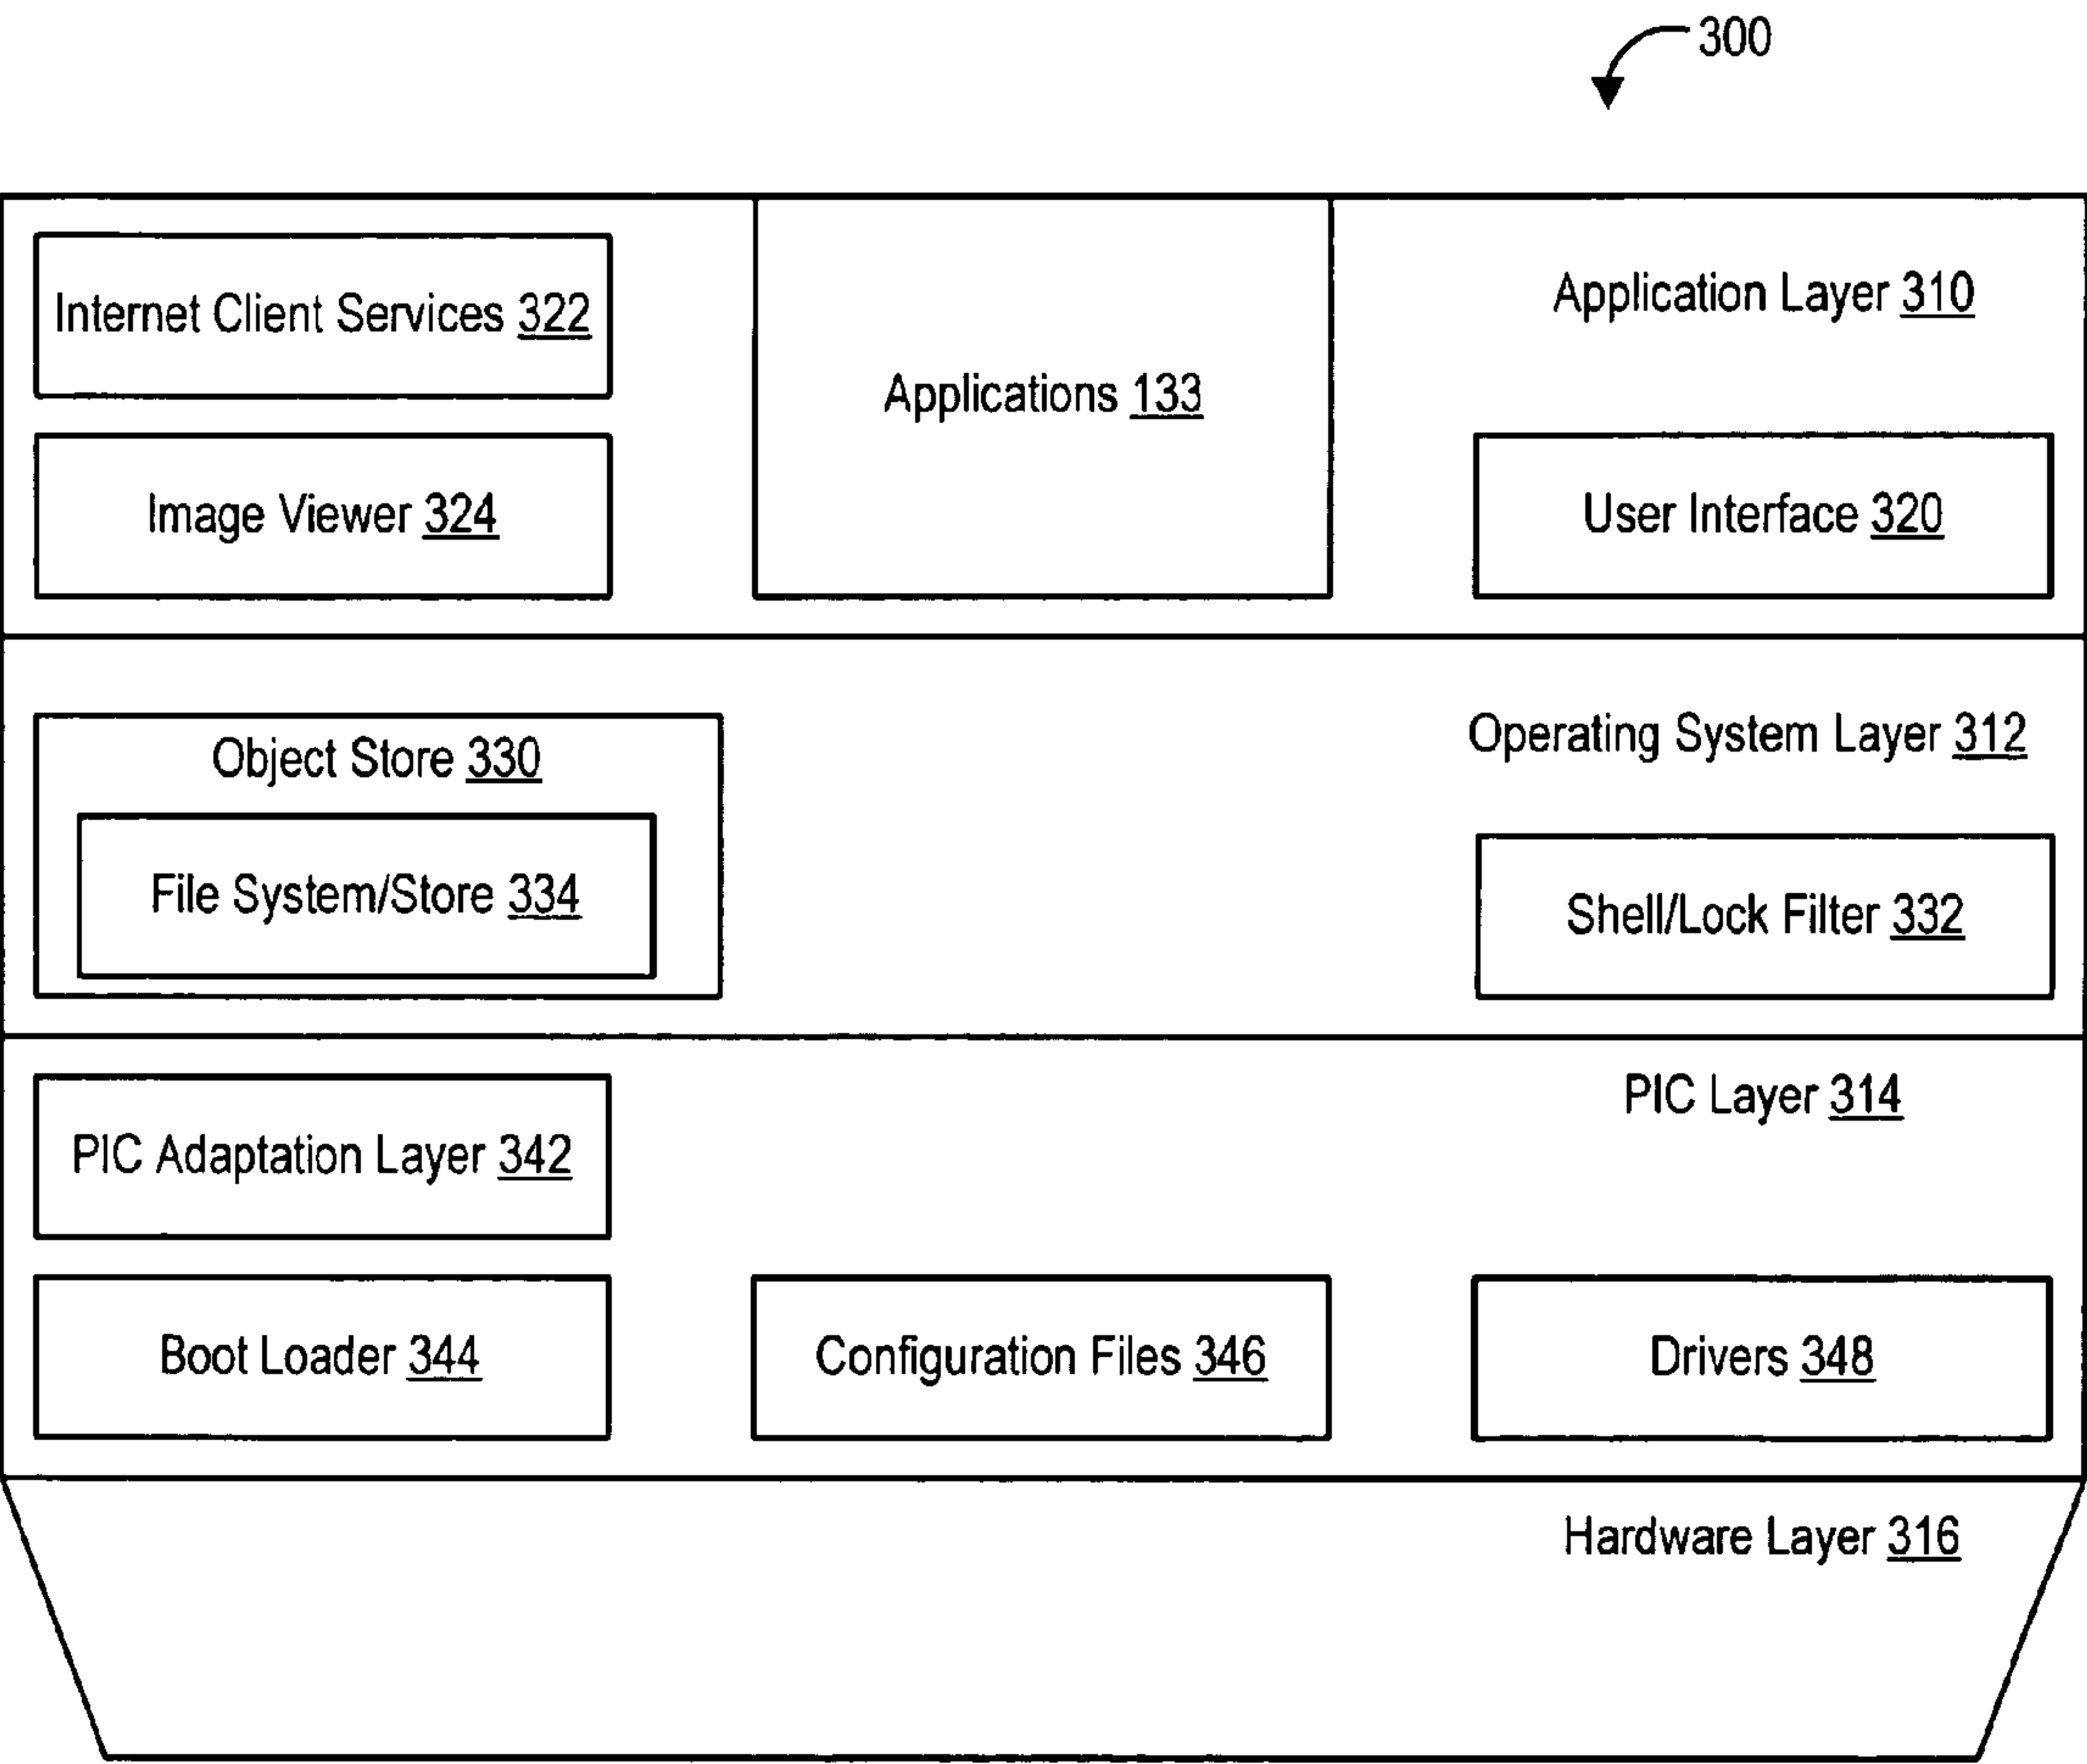 300
Internet Client Services 322
Applications 133
Application Layer 310
Image Viewer 324
User Interface 320
Object Store 330
File System/Store 334
Operating System Layer 312
Shell/Lock Filter 332
PIC Adaptation Layer 342
PIC Layer 314
Boot Loader 344
Configuration Files 346
Drivers 348
Hardware Layer 316